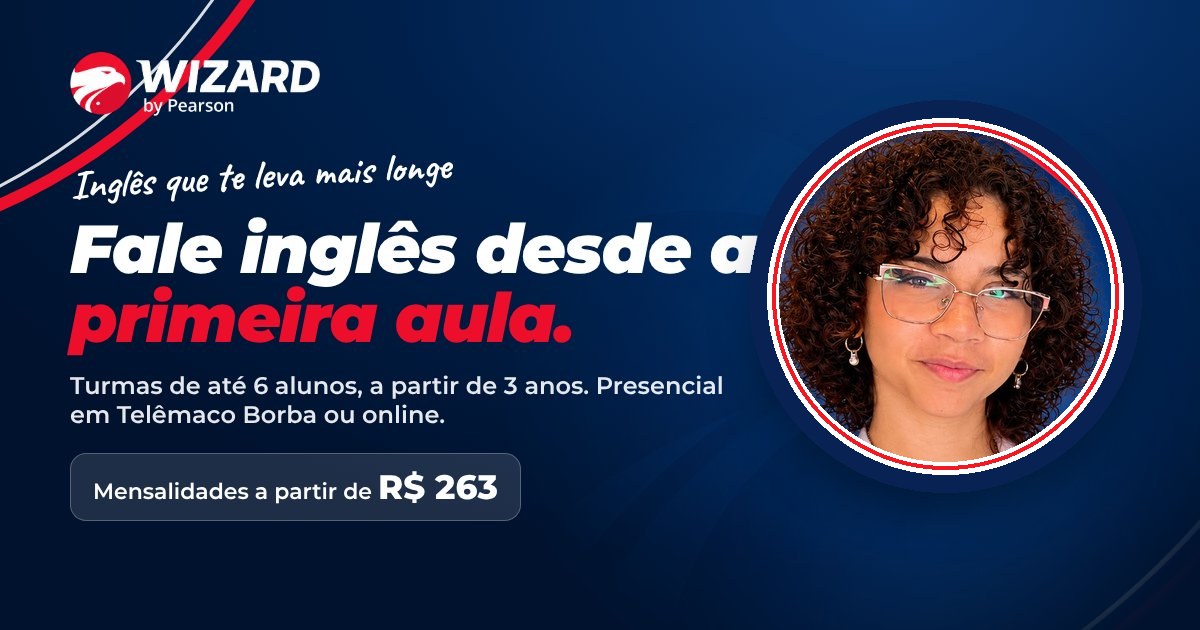 WIZARD
by Pearson
Inglês que te leva mais longe
Fale inglês desde a
primeira aula.
Turmas de até 6 alunos, a partir de 3 anos. Presencial
em Telêmaco Borba ou online.
Mensalidades a partir de R$ 263